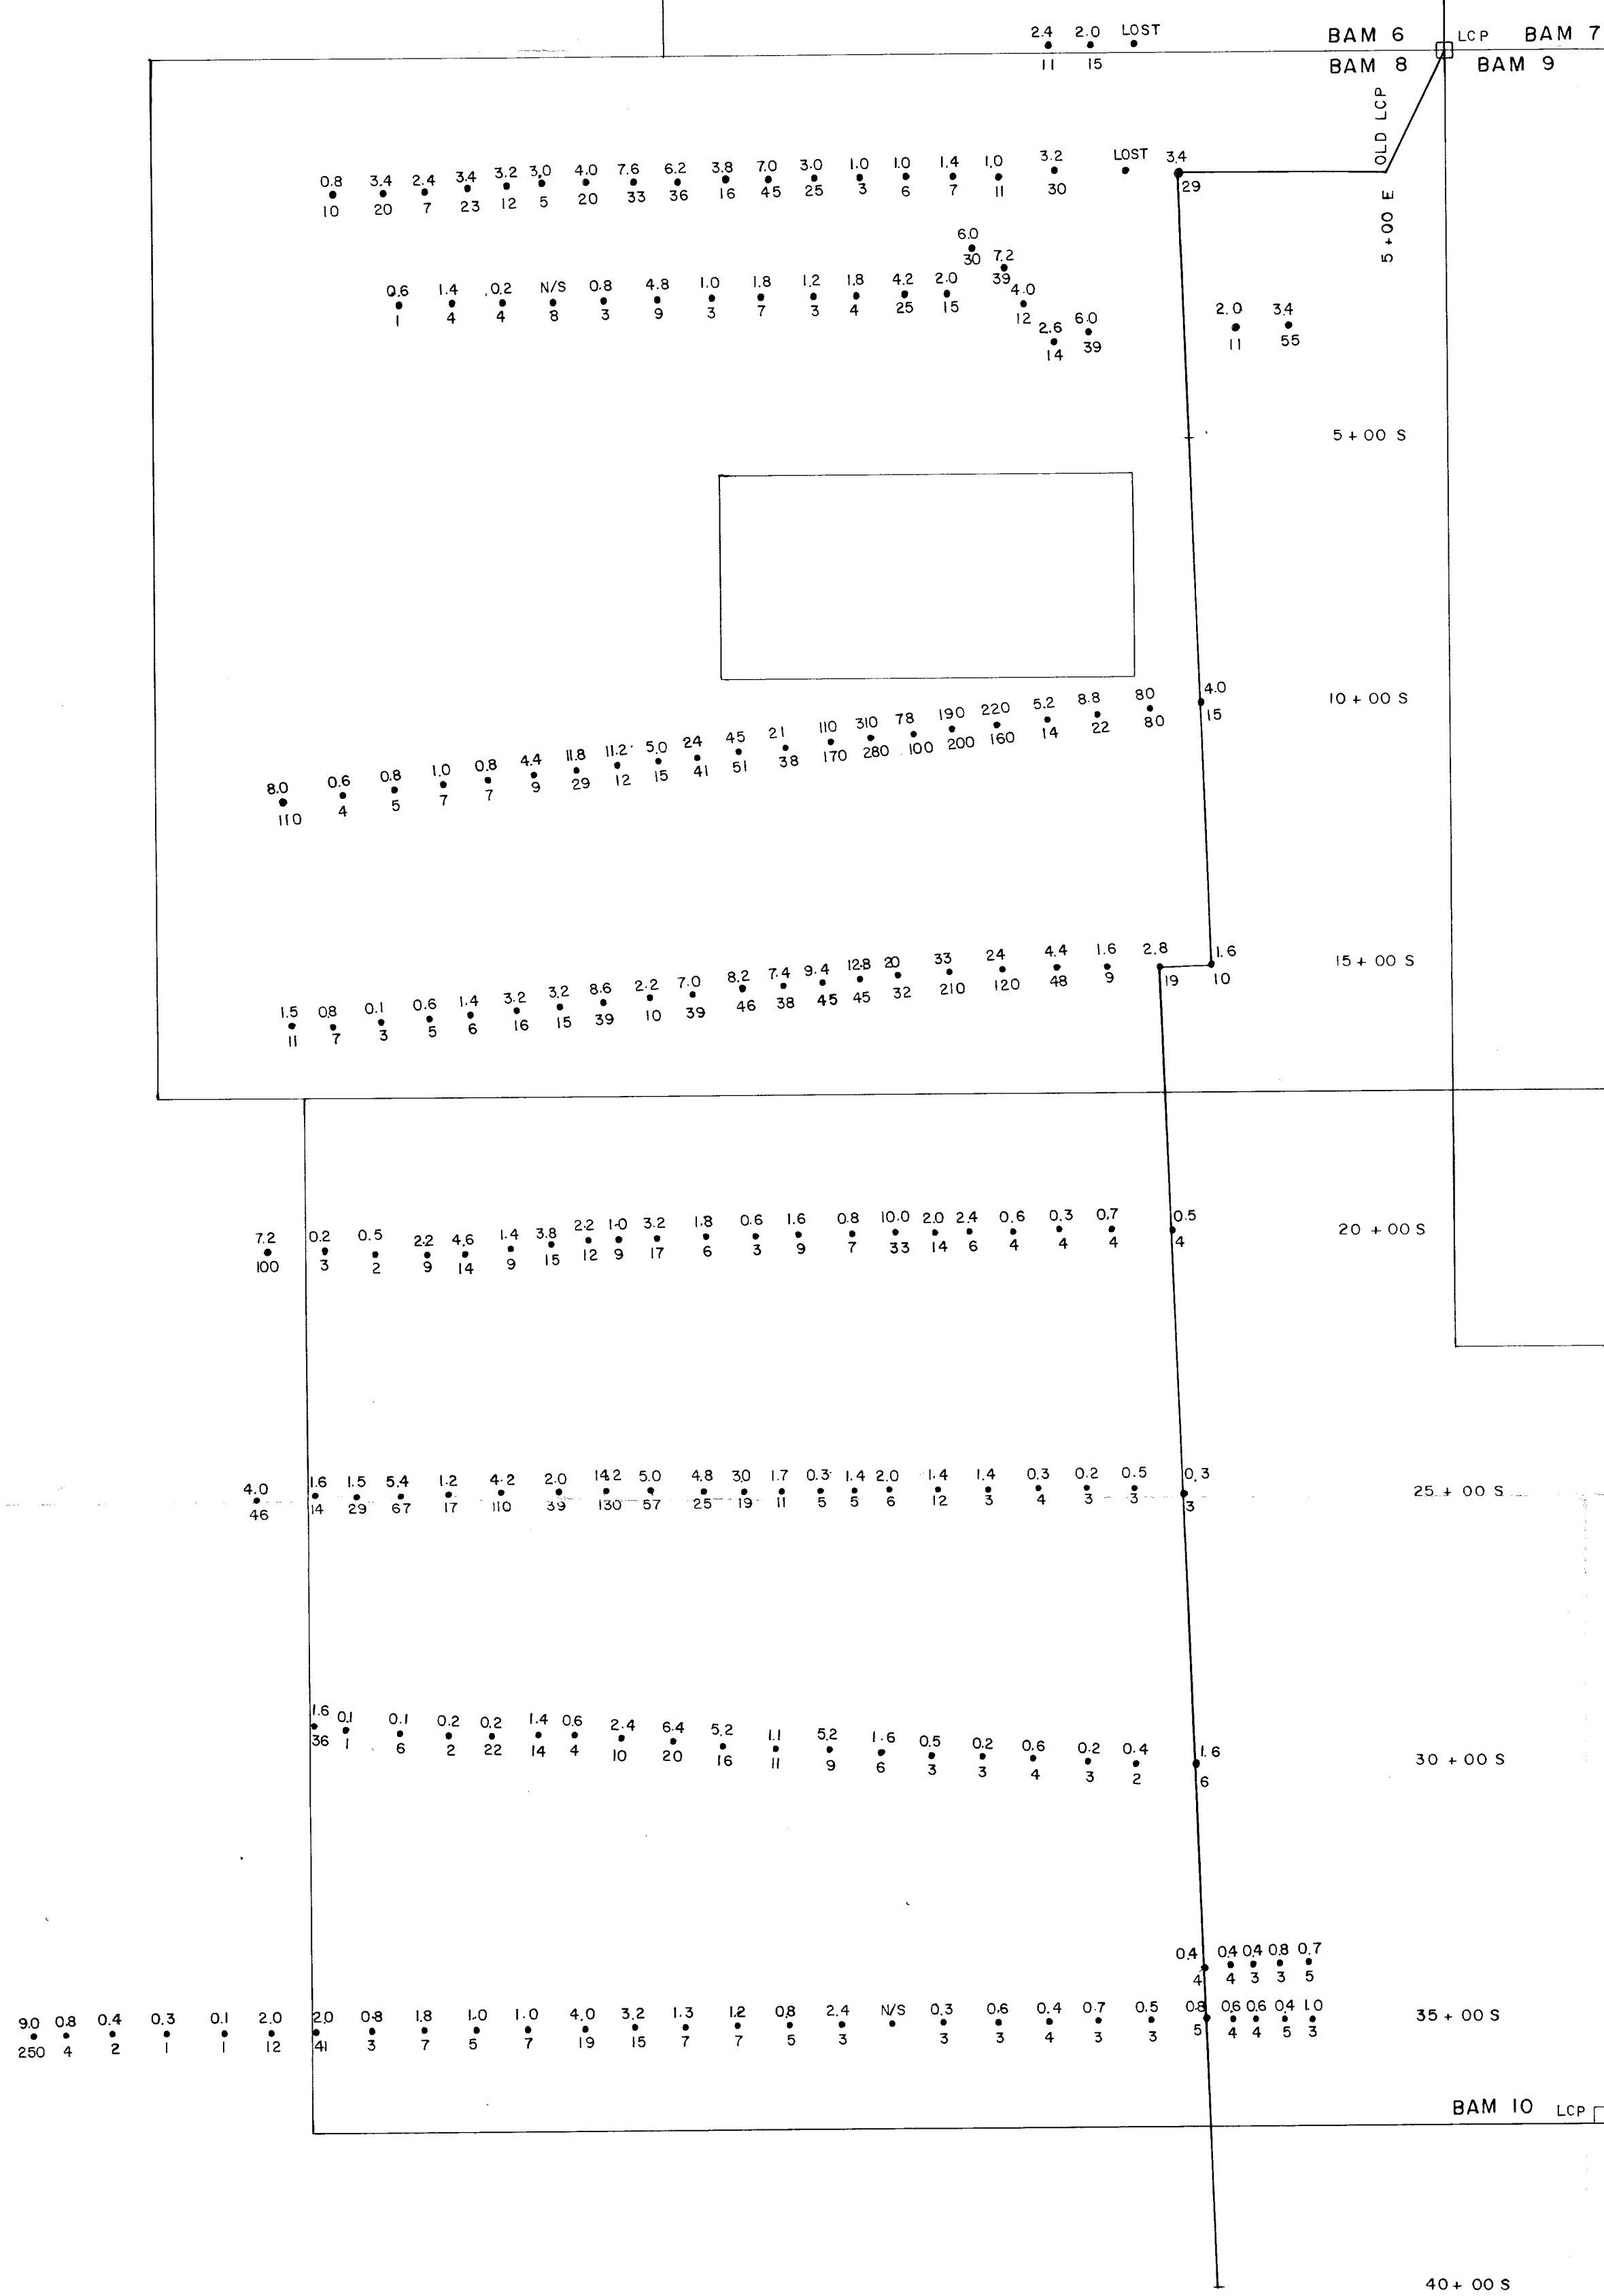 2.4 2.0 LOST
BAM 6 LCP BAM 7
11 15
BAM 8 BAM 9
OLD LCP
5+00 E
0.8 3.4 2.4 3.4 3.2 3.0 4.0 7.6 6.2 3.8 7.0 3.0 1.0 1.0 1.4 1.0 3.2 LOST 3.4
10 20 7 23 12 5 20 33 36 16 45 25 3 6 7 11 30 29
6.0
30 7.2
39
0.6 1.4 0.2 N/S 0.8 4.8 1.0 1.8 1.2 1.8 4.2 2.0 4.0
1 4 4 8 3 9 3 7 3 4 25 15 12
2.6 6.0
14 39
2.0 3.4
11 55
5+00 S
10+00 S
8.0 0.6 0.8 1.0 0.8 4.4 11.8 11.2 5.0 24 45 21 110 310 78 190 220 5.2 8.8 80 4.0
110 4 5 7 7 9 29 12 15 41 51 38 170 280 100 200 160 14 22 80 15
15+00 S
1.5 0.8 0.1 0.6 1.4 3.2 3.2 8.6 2.2 7.0 8.2 7.4 9.4 12.8 20 33 24 4.4 1.6 2.8 1.6
11 7 3 5 6 16 15 39 10 39 46 38 45 45 32 210 120 48 9 19 10
7.2 0.2 0.5 2.2 4.6 1.4 3.8 2.2 1.0 3.2 1.8 0.6 1.6 0.8 10.0 2.0 2.4 0.6 0.3 0.7 0.5
20+00 S
100 3 2 9 14 9 15 12 9 17 6 3 9 7 33 14 6 4 4 4 4
4.0 1.6 1.5 5.4 1.2 4.2 2.0 14.2 5.0 4.8 3.0 1.7 0.3 1.4 2.0 1.4 1.4 0.3 0.2 0.5 0.3
25+00 S
46 14 29 67 17 110 39 130 57 25 19 11 5 5 6 12 3 4 3 3 3
1.6 0.1 0.1 0.2 0.2 1.4 0.6 2.4 6.4 5.2 1.1 5.2 1.6 0.5 0.2 0.6 0.2 0.4 1.6
30+00 S
36 1 6 2 22 14 4 10 20 16 11 9 6 3 3 4 3 2 6
0.4 0.4 0.4 0.8 0.7
4 4 3 3 5
9.0 0.8 0.4 0.3 0.1 2.0 2.0 0.8 1.8 1.0 1.0 4.0 3.2 1.3 1.2 0.8 2.4 N/S 0.3 0.6 0.4 0.7 0.5 0.8 0.6 0.6 0.4 1.0
35+00 S
250 4 2 1 1 12 41 3 7 5 7 19 15 7 7 5 3 3 3 4 3 3 5 4 4 5 3
BAM 10 LCP
40+00 S